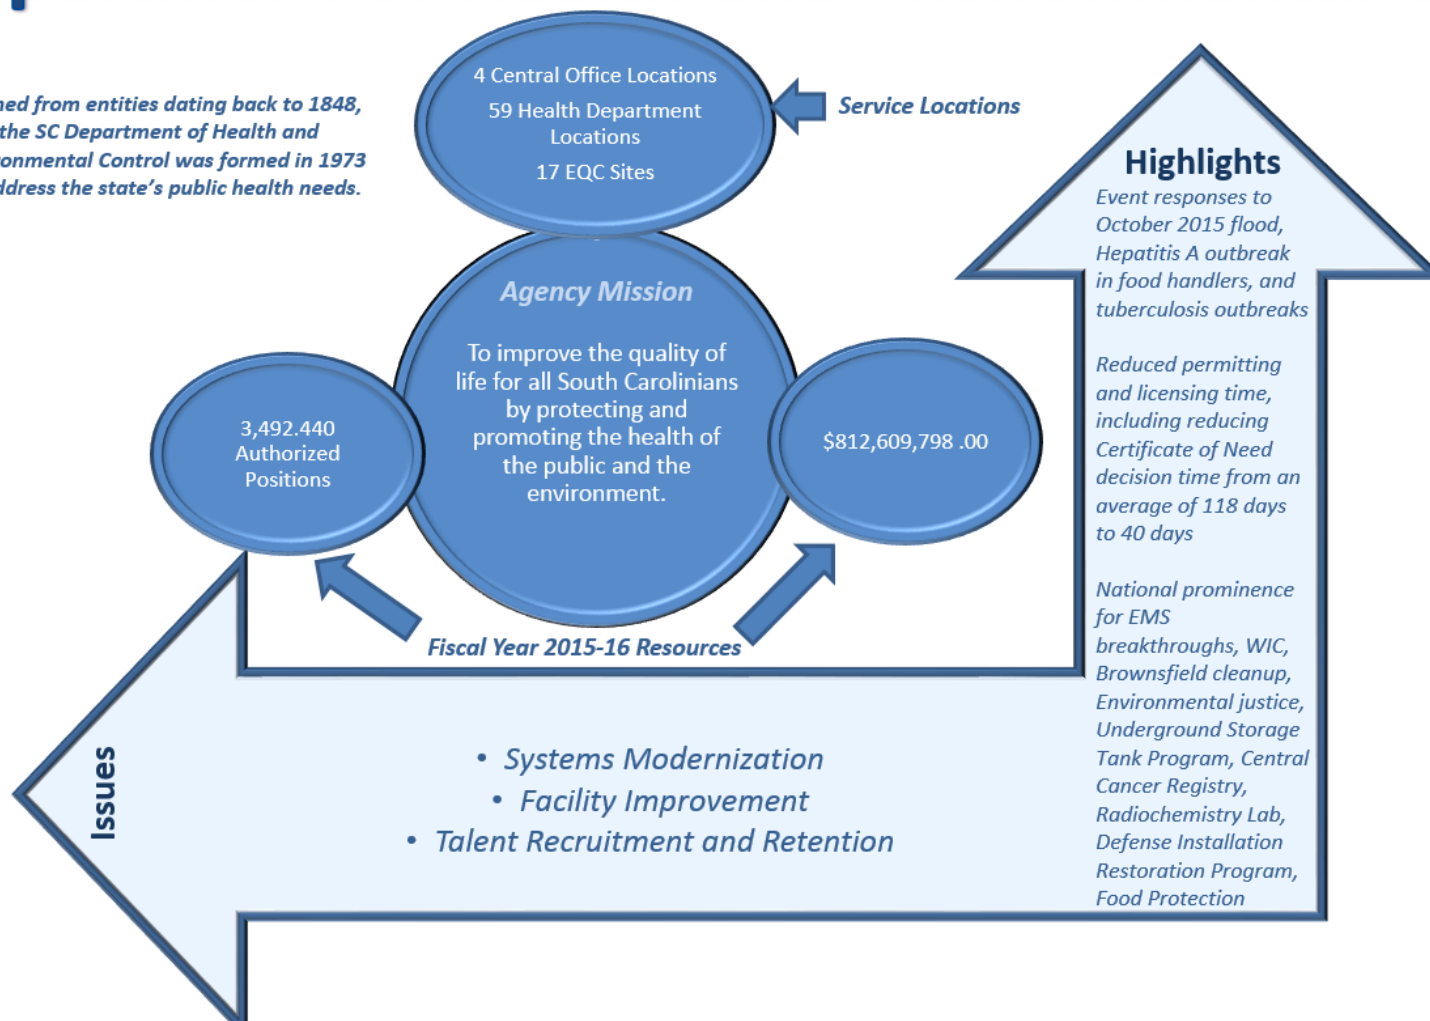 from entities dating back to 1848,
the SC Department of Health and
Control was formed in 1973
the state's public health needs.
4 Central Office Locations
59 Health Department
Locations
17 EQC Sites
Service Locations
Agency Mission
To improve the quality of
life for all South Carolinians
by protecting and
promoting the health of
the public and the
environment.
3,492.440
Authorized
Positions
$812,609,798 .00
Fiscal Year 2015-16 Resources
Highlights
Event responses to
October 2015 flood,
Hepatitis A outbreak
in food handlers, and
tuberculosis outbreaks
Reduced permitting
and licensing time,
including reducing
Certificate of Need
decision time from an
average of 118 days
to 40 days
National prominence
for EMS
breakthroughs, WIC,
Brownsfield cleanup,
Environmental justice,
Underground Storage
Tank Program, Central
Cancer Registry,
Radiochemistry Lab,
Defense Installation
Restoration Program,
Food Protection
Issues
• Systems Modernization
• Facility Improvement
• Talent Recruitment and Retention